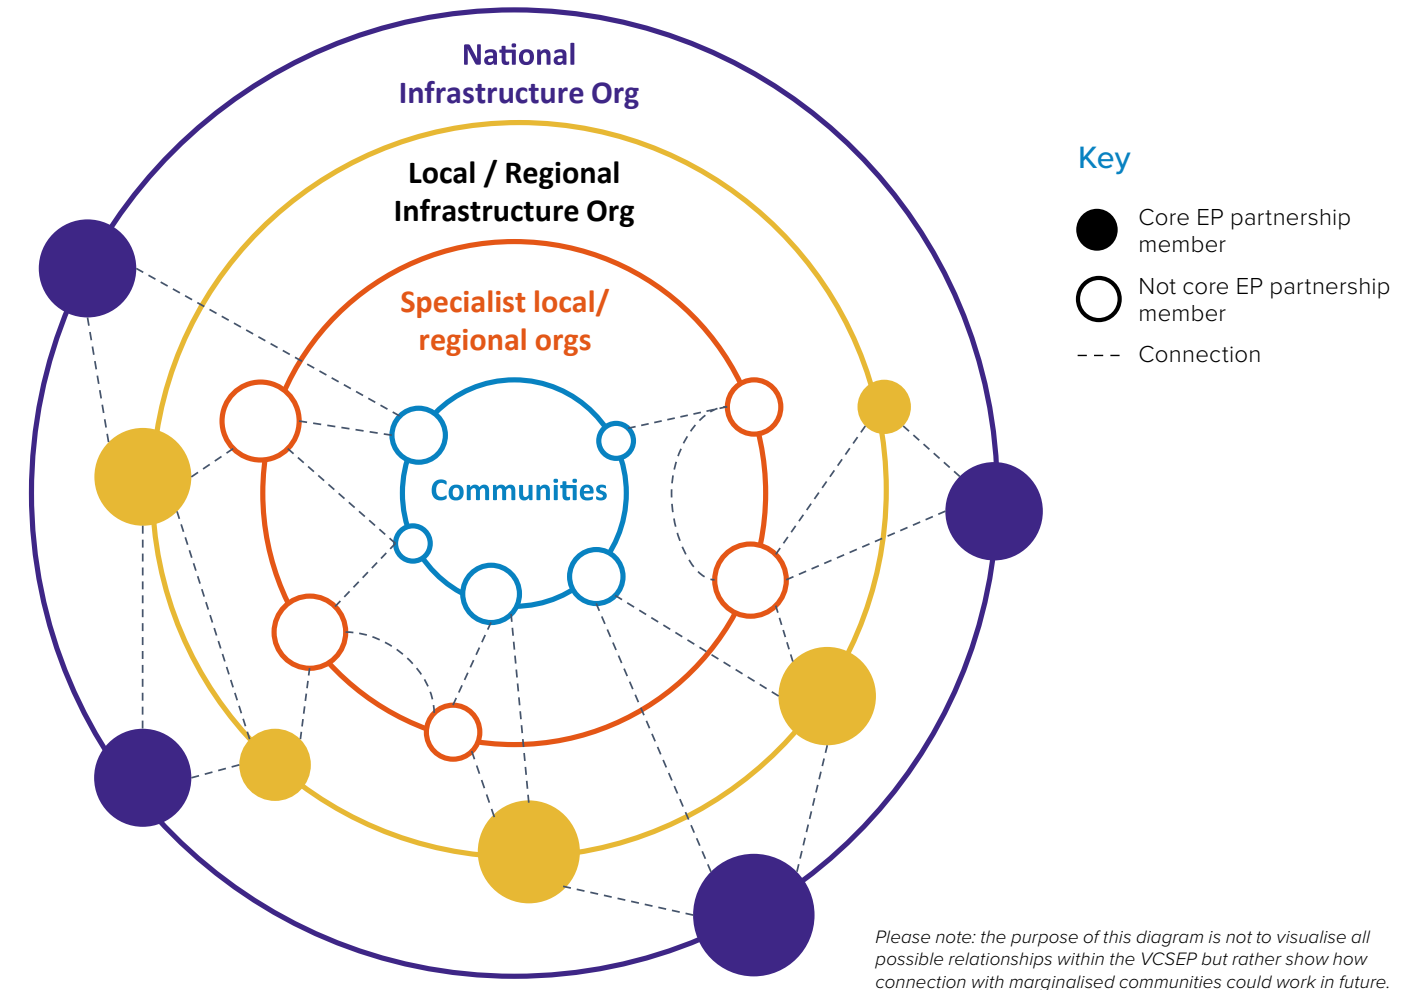 National
Infrastructure Org
Local / Regional
Infrastructure Org
Specialist local/
regional orgs
Communities
Key
Core EP partnership
member
Not core EP partnership
member
Connection
Please note: the purpose of this diagram is not to visualise all
possible relationships within the VCSEP but rather show how
connection with marginalised communities could work in future.